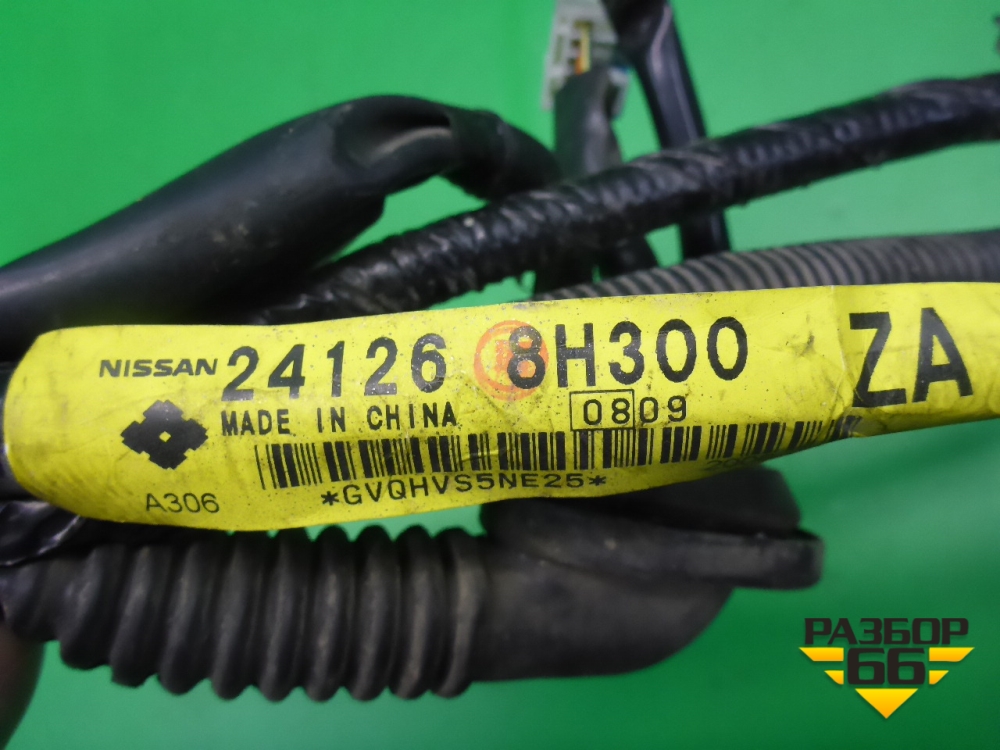 NISSAN 24126 8H300 ZA
MADE IN CHINA 0809
*GVQHVS5NE25*
A306
РАЗБОР
66